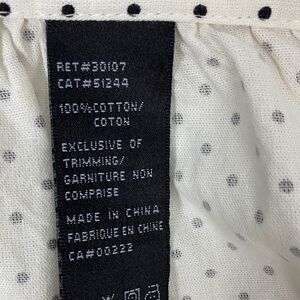 RET#30107
CAT#51244
100%COTTON/
COTON
EXCLUSIVE OF
TRIMMING/
GARNITURE NON
COMPRISE
MADE IN CHINA
FABRIQUE EN CHINE
CA#00222